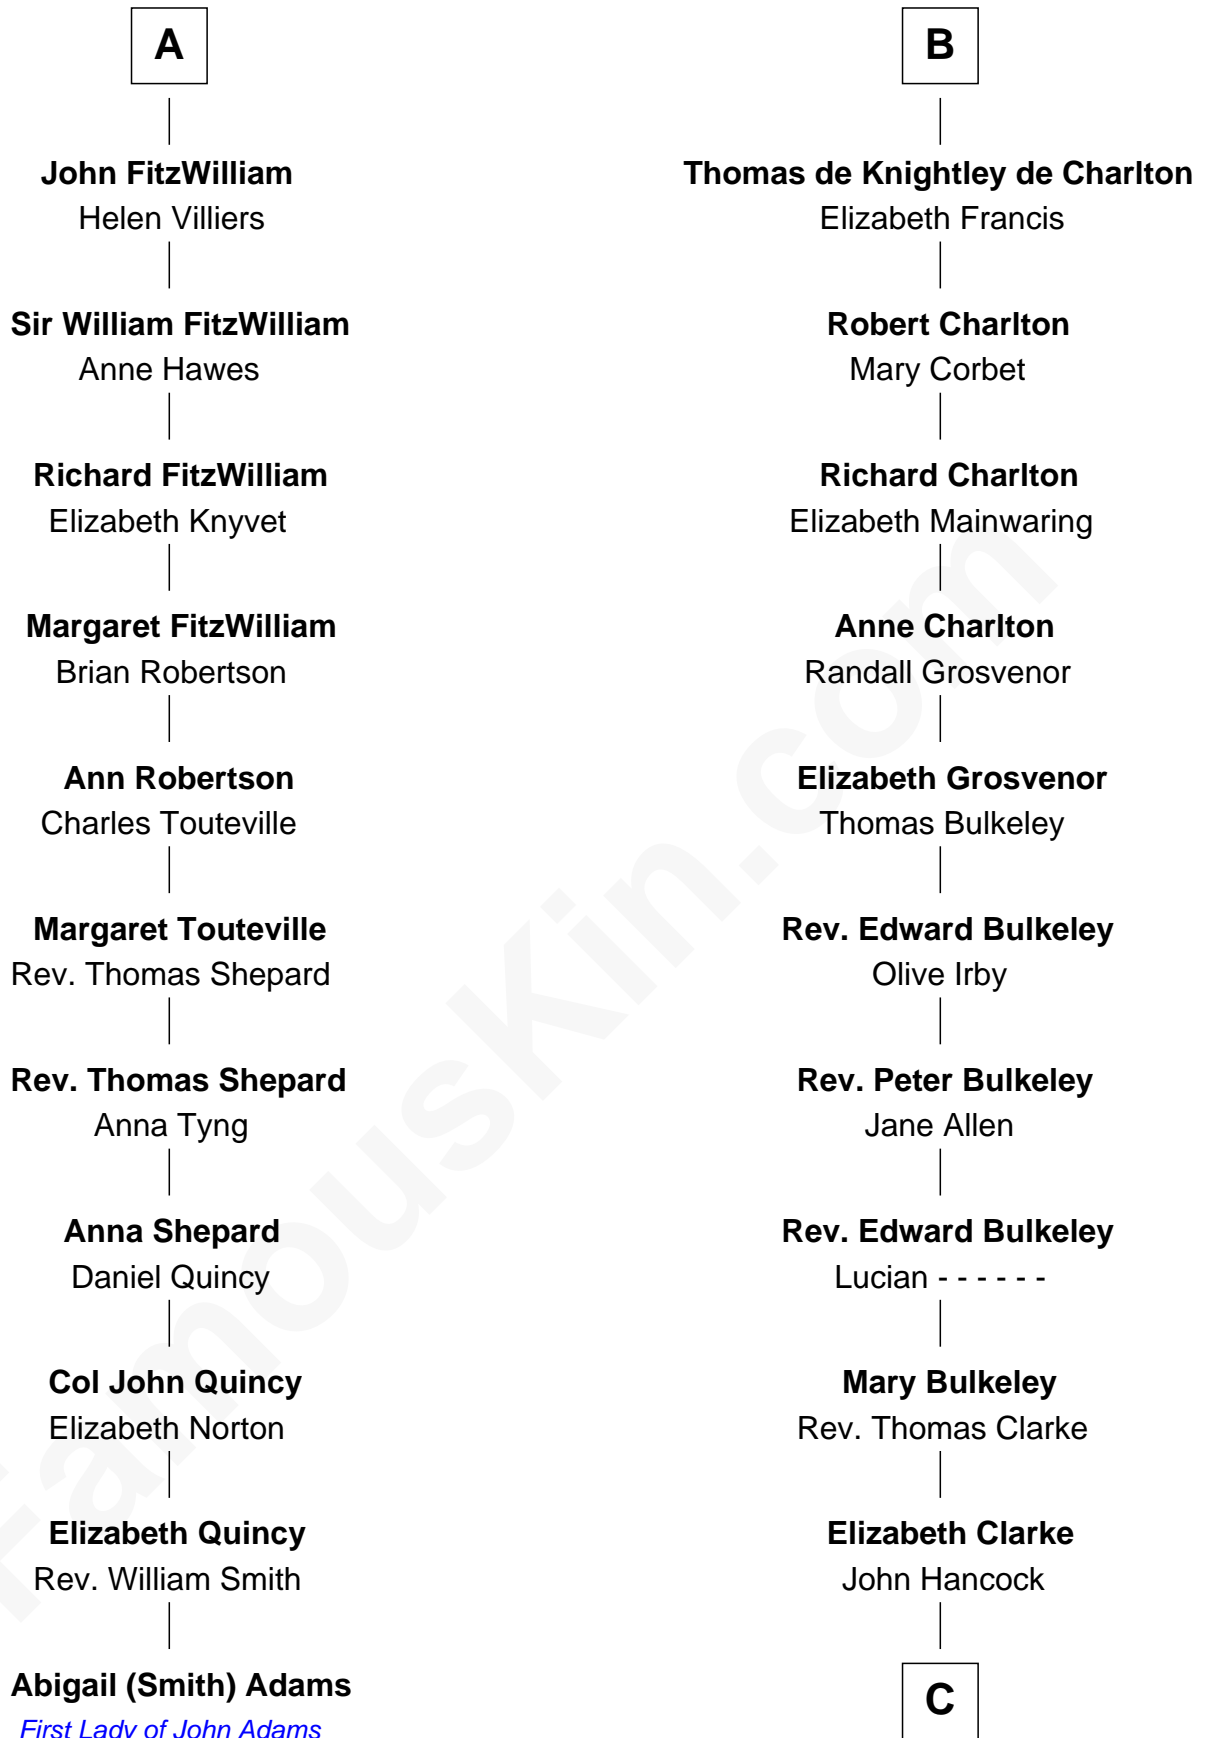 A
John FitzWilliam
Helen Villiers
Sir William FitzWilliam
Anne Hawes
Richard FitzWilliam
Elizabeth Knyvet
Margaret FitzWilliam
Brian Robertson
Ann Robertson
Charles Touteville
Margaret Touteville
Rev. Thomas Shepard
Rev. Thomas Shepard
Anna Tyng
Anna Shepard
Daniel Quincy
Col John Quincy
Elizabeth Norton
Elizabeth Quincy
Rev. William Smith
Abigail (Smith) Adams
First Lady of John Adams
B
Thomas de Knightley de Charlton
Elizabeth Francis
Robert Charlton
Mary Corbet
Richard Charlton
Elizabeth Mainwaring
Anne Charlton
Randall Grosvenor
Elizabeth Grosvenor
Thomas Bulkeley
Rev. Edward Bulkeley
Olive Irby
Rev. Peter Bulkeley
Jane Allen
Rev. Edward Bulkeley
Lucian - - - - - -
Mary Bulkeley
Rev. Thomas Clarke
Elizabeth Clarke
John Hancock
C
FamousKin.com